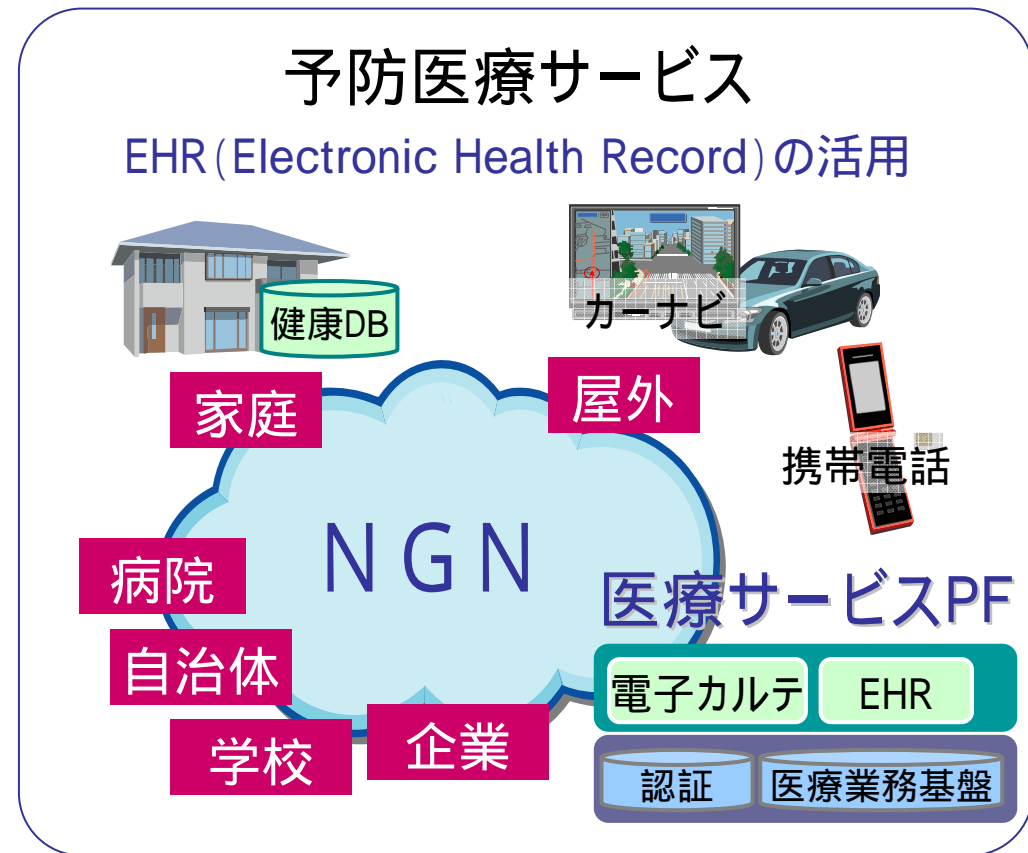 予防医療サービス
EHR(Electronic Health Record)の活用
健康DB
カーナビ
家庭
屋外
携帯電話
NGN
病院
自治体
学校
企業
医療サービスPF
電子カルテ
EHR
認証
医療業務基盤